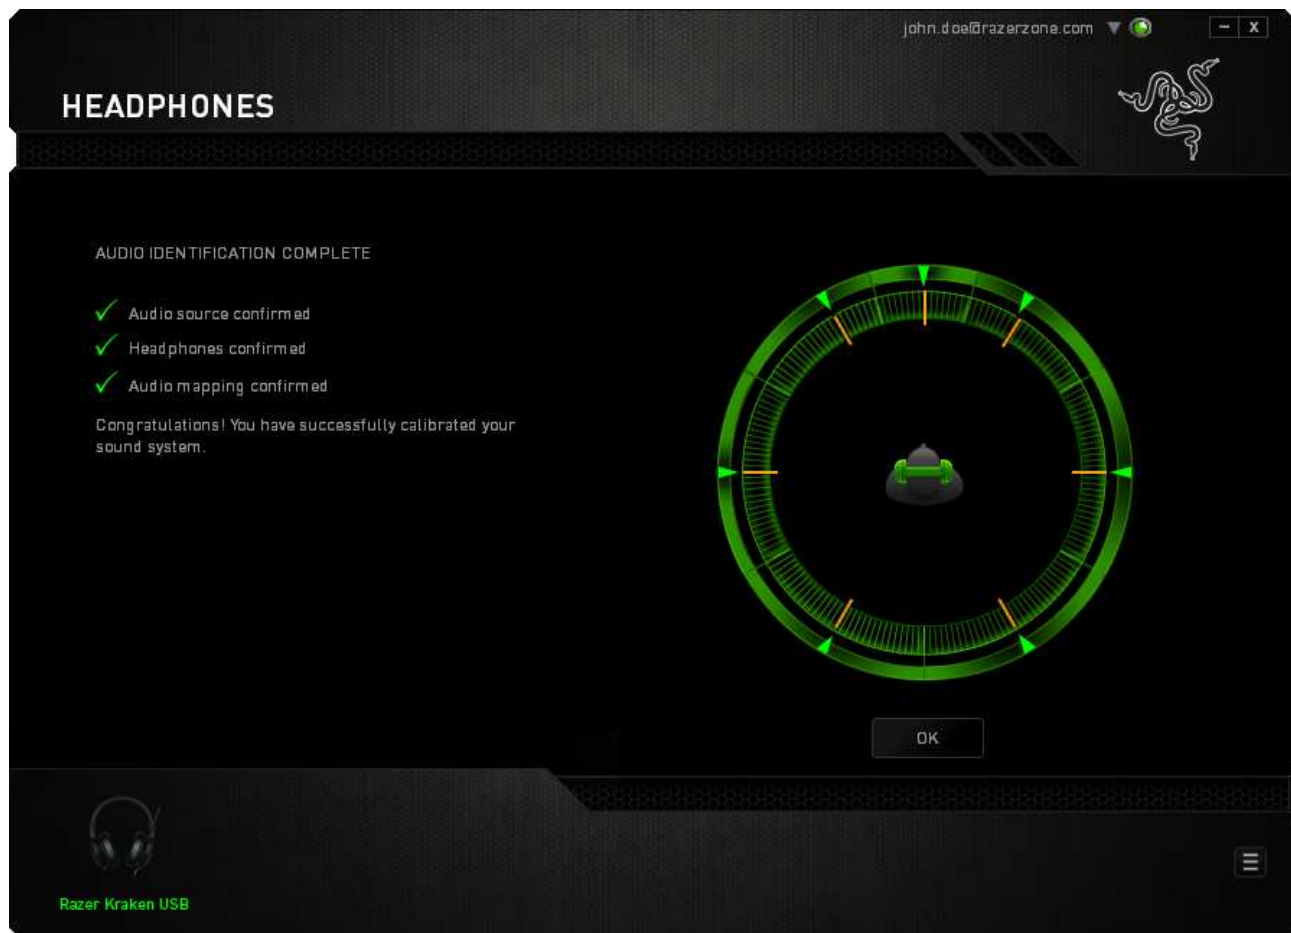 john.doe@razerzone.com
- X
HEADPHONES
AUDIO IDENTIFICATION COMPLETE
Audio source confirmed
Headphones confirmed
Audio mapping confirmed
Congratulations! You have successfully calibrated your
sound system.
OK
Razer Kraken USB